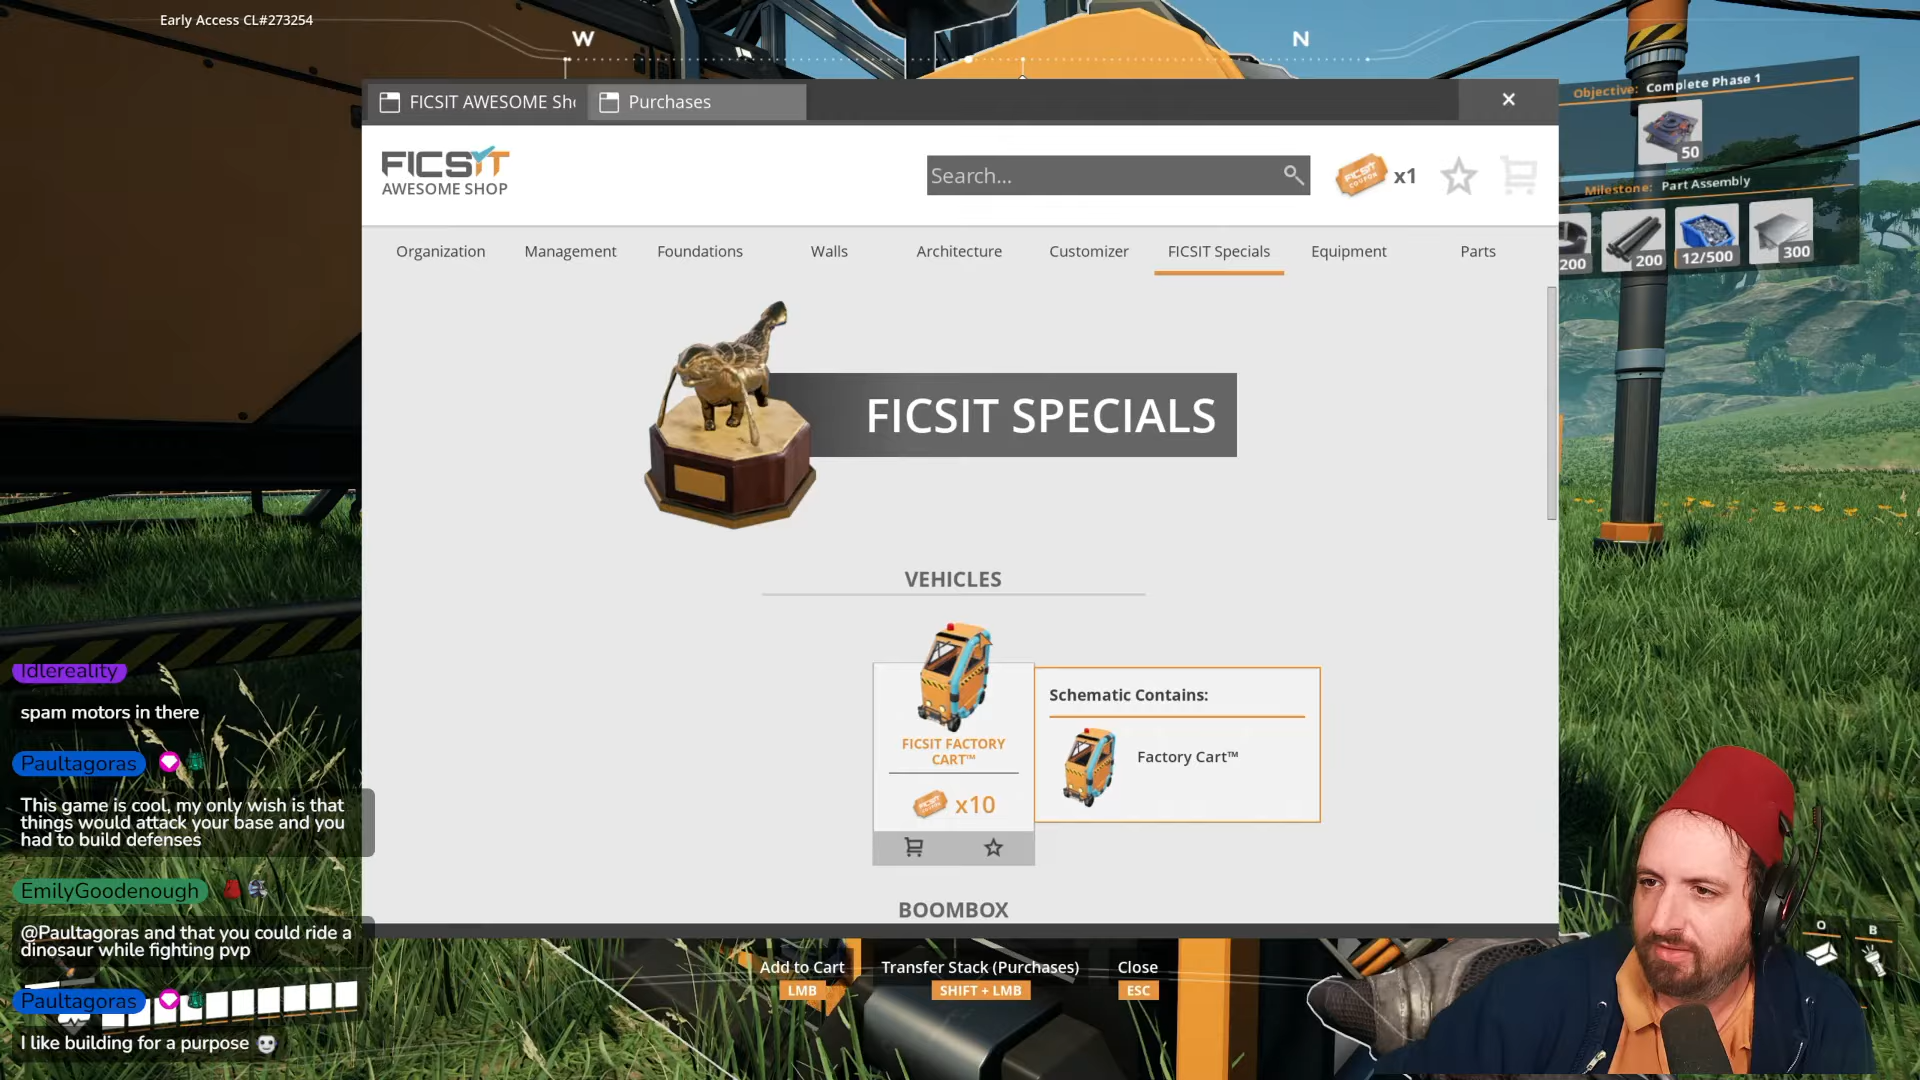 Early Access CL#273254
W
N
FICSIT AWESOME Sh
Purchases
FICSIT
AWESOME SHOP
Search...
FICSIT COUPON
x1
Organization
Management
Foundations
Walls
Architecture
Customizer
FICSIT Specials
Equipment
Parts
FICSIT SPECIALS
VEHICLES
FICSIT FACTORY
CART™
x10
Schematic Contains:
Factory Cart™
BOOMBOX
Add to Cart
LMB
Transfer Stack (Purchases)
SHIFT + LMB
Close
ESC
Objective: Complete Phase 1
50
Milestone: Part Assembly
200
200
12/500
300
Idlereality
spam motors in there
Paultagoras
This game is cool, my only wish is that
things would attack your base and you
had to build defenses
EmilyGoodenough
@Paultagoras and that you could ride a
dinosaur while fighting pvp
Paultagoras
I like building for a purpose
O
B